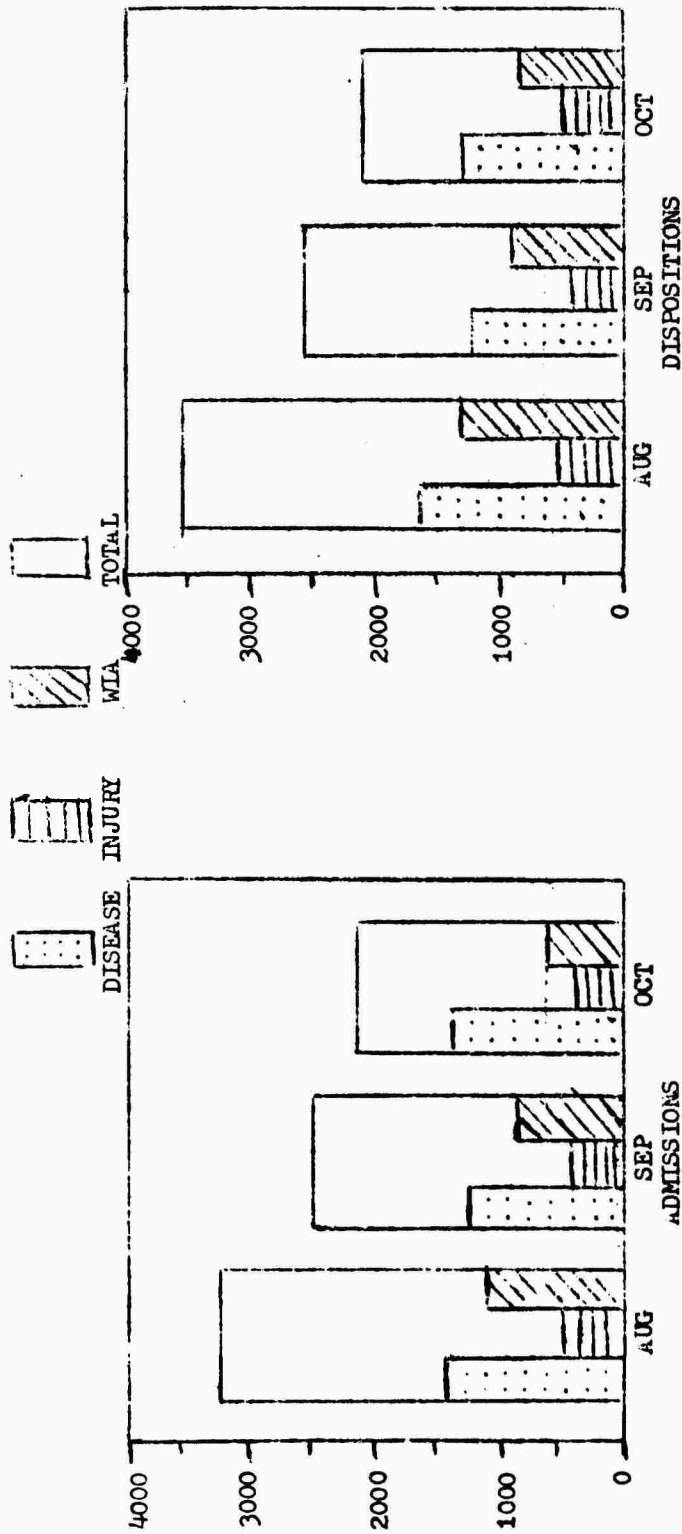 DISEASE INJURY WIA TOTAL
4000
3000
2000
1000
0
AUG SEP OCT
ADMISSIONS
4000
3000
2000
1000
0
AUG SEP OCT
DISPOSITIONS